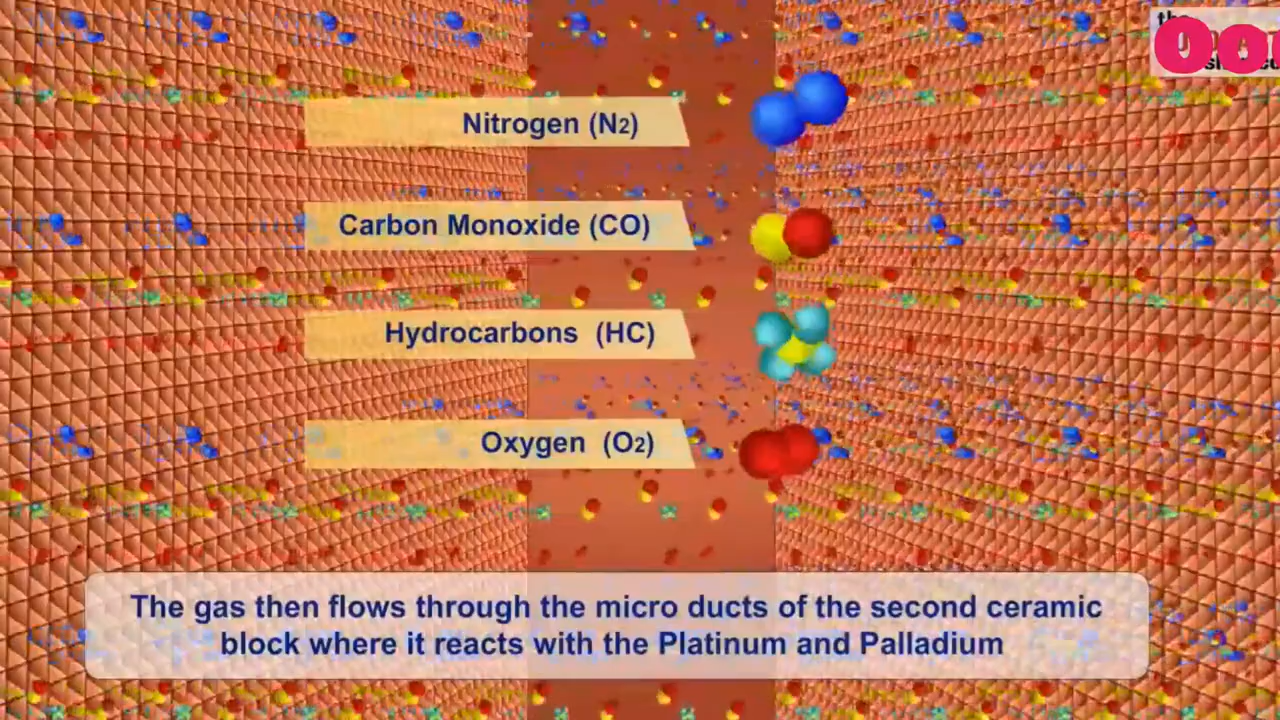 Nitrogen (N2)
Carbon Monoxide (CO)
Hydrocarbons (HC)
Oxygen (O2)
The gas then flows through the micro ducts of the second ceramic
block where it reacts with the Platinum and Palladium